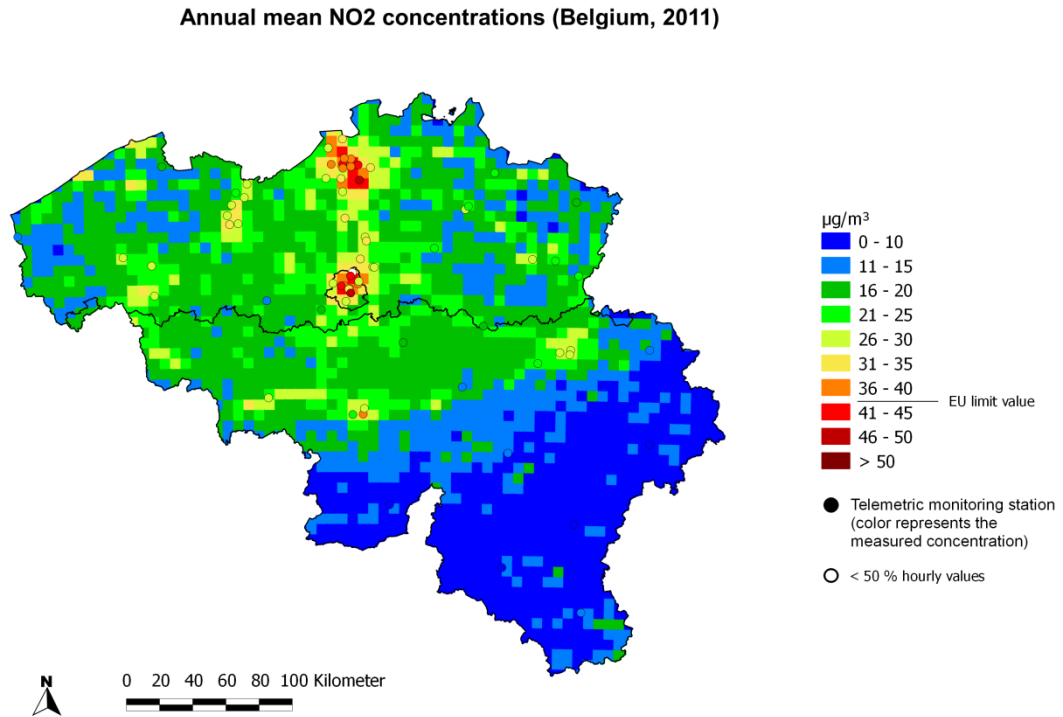 Annual mean NO2 concentrations (Belgium, 2011)
µg/m³
0 - 10
11 - 15
16 - 20
21 - 25
26 - 30
31 - 35
36 - 40
EU limit value
41 - 45
46 - 50
> 50
Telemetric monitoring station
(color represents the
measured concentration)
< 50 % hourly values
N
0 20 40 60 80 100 Kilometer